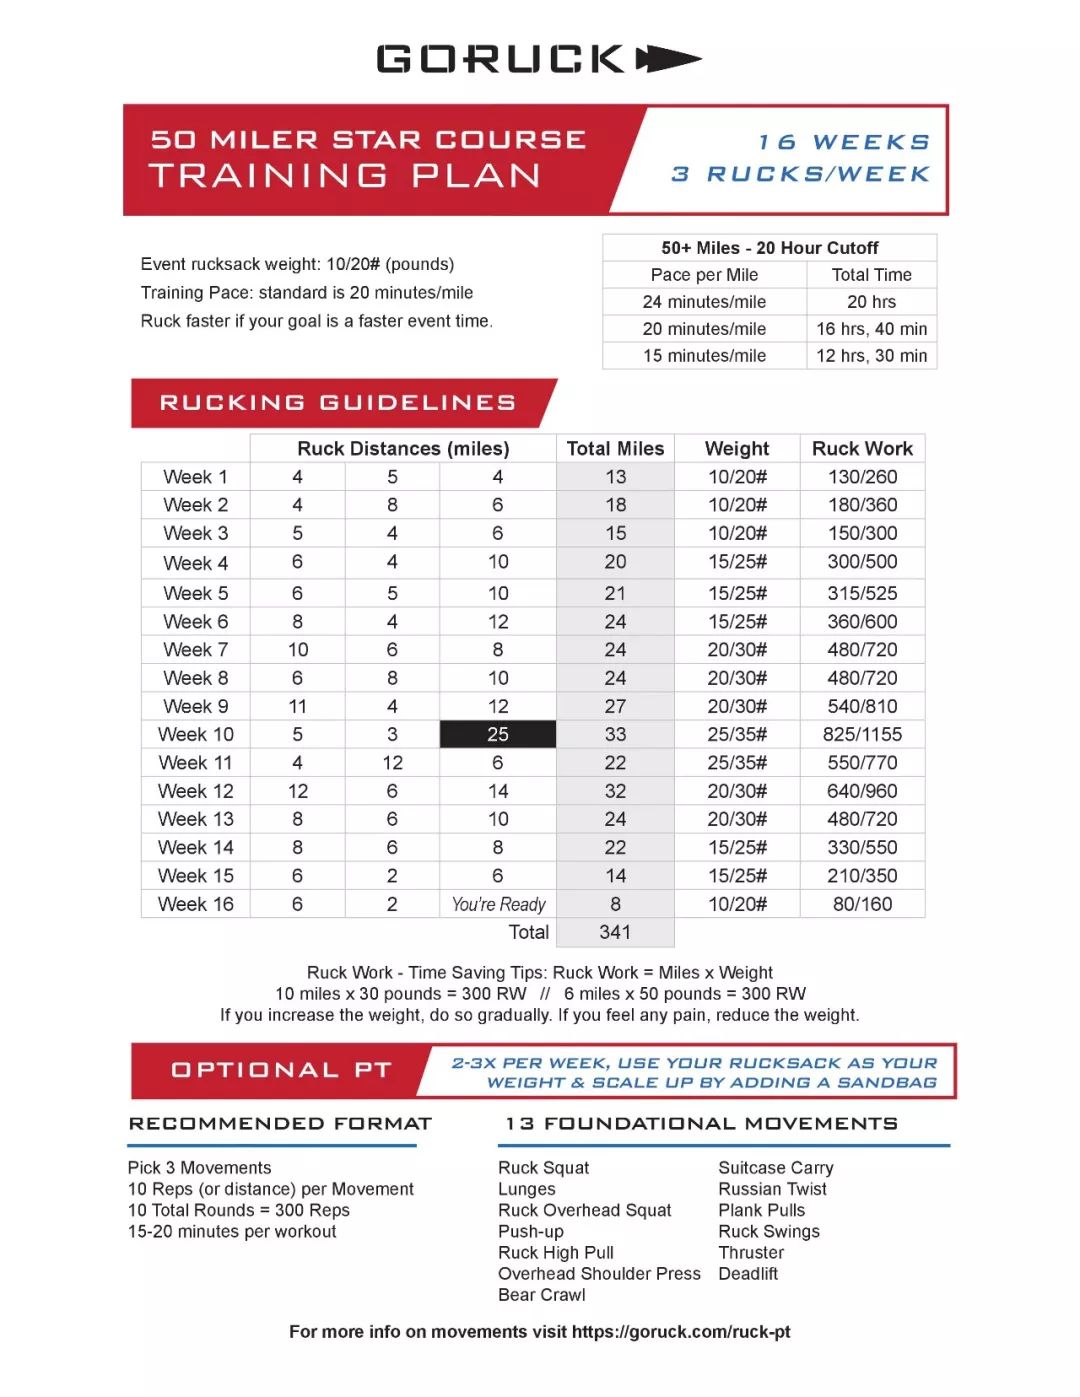 GORUCK
50 MILER STAR COURSE
TRAINING PLAN
16 WEEKS
3 RUCKS/WEEK
Event rucksack weight: 10/20# (pounds)
Training Pace: standard is 20 minutes/mile
Ruck faster if your goal is a faster event time.
50+ Miles - 20 Hour Cutoff
Pace per Mile Total Time
24 minutes/mile 20 hrs
20 minutes/mile 16 hrs, 40 min
15 minutes/mile 12 hrs, 30 min
RUCKING GUIDELINES
Ruck Distances (miles) Total Miles Weight Ruck Work
Week 1 4 5 4 13 10/20# 130/260
Week 2 4 8 6 18 10/20# 180/360
Week 3 5 4 6 15 10/20# 150/300
Week 4 6 4 10 20 15/25# 300/500
Week 5 6 5 10 21 15/25# 315/525
Week 6 8 4 12 24 15/25# 360/600
Week 7 10 6 8 24 20/30# 480/720
Week 8 6 8 10 24 20/30# 480/720
Week 9 11 4 12 27 20/30# 540/810
Week 10 5 3 25 33 25/35# 825/1155
Week 11 4 12 6 22 25/35# 550/770
Week 12 12 6 14 32 20/30# 640/960
Week 13 8 6 10 24 20/30# 480/720
Week 14 8 6 8 22 15/25# 330/550
Week 15 6 2 6 14 15/25# 210/350
Week 16 6 2 You're Ready 8 10/20# 80/160
Total 341
Ruck Work - Time Saving Tips: Ruck Work = Miles x Weight
10 miles x 30 pounds = 300 RW // 6 miles x 50 pounds = 300 RW
If you increase the weight, do so gradually. If you feel any pain, reduce the weight.
OPTIONAL PT
2-3X PER WEEK, USE YOUR RUCKSACK AS YOUR
WEIGHT & SCALE UP BY ADDING A SANDBAG
RECOMMENDED FORMAT
Pick 3 Movements
10 Reps (or distance) per Movement
10 Total Rounds = 300 Reps
15-20 minutes per workout
13 FOUNDATIONAL MOVEMENTS
Ruck Squat
Lunges
Ruck Overhead Squat
Push-up
Ruck High Pull
Overhead Shoulder Press
Bear Crawl
Suitcase Carry
Russian Twist
Plank Pulls
Ruck Swings
Thruster
Deadlift
For more info on movements visit https://goruck.com/ruck-pt